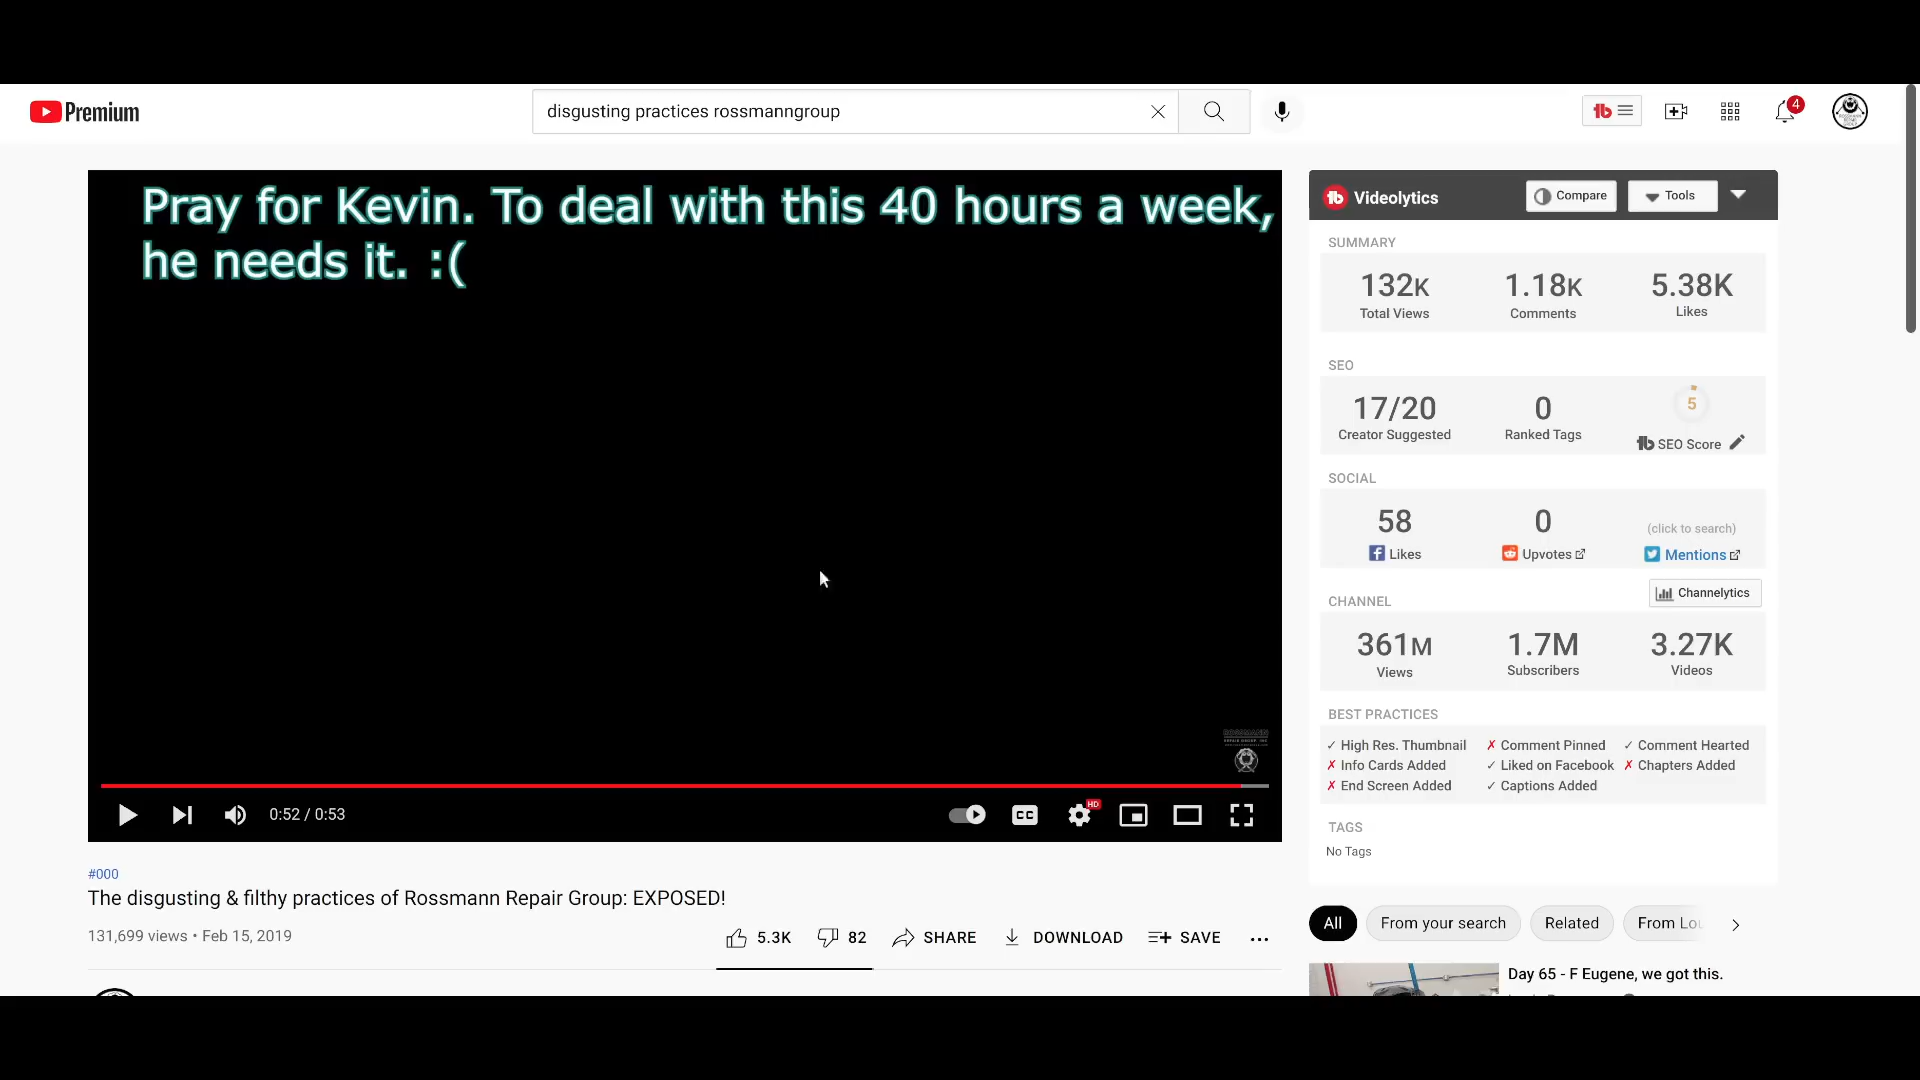 Premium
disgusting practices rossmanngroup
4
Pray for Kevin. To deal with this 40 hours a week,
he needs it. :(
0:52 / 0:53
CC
HD
#000
The disgusting & filthy practices of Rossmann Repair Group: EXPOSED!
131,699 views • Feb 15, 2019
5.3K 82 SHARE DOWNLOAD SAVE ...
Videolytics Compare Tools
SUMMARY
132K 1.18K 5.38K
Total Views Comments Likes
SEO
17/20 0 5
Creator Suggested Ranked Tags SEO Score
SOCIAL
58 0 (click to search)
Likes Upvotes Mentions
CHANNEL Channelytics
361M 1.7M 3.27K
Views Subscribers Videos
BEST PRACTICES
✓ High Res. Thumbnail ✗ Comment Pinned ✓ Comment Hearted
✗ Info Cards Added ✓ Liked on Facebook ✗ Chapters Added
✗ End Screen Added ✓ Captions Added
TAGS
No Tags
All From your search Related From Lou
Day 65 - F Eugene, we got this.